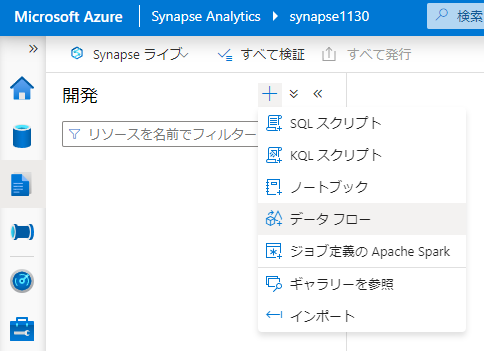 Microsoft Azure Synapse Analytics synapse1130 検索
Synapse ライブ すべて検証 すべて発行
開発
リソースを名前でフィルター
SQL スクリプト
KQL スクリプト
ノートブック
データ フロー
ジョブ定義の Apache Spark
ギャラリーを参照
インポート